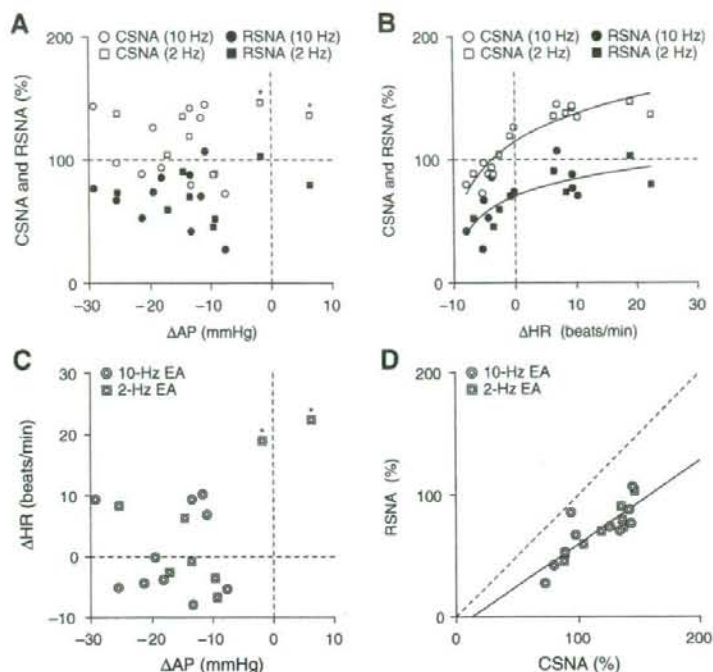 A
CSNA (10 Hz) RSNA (10 Hz)
CSNA (2 Hz) RSNA (2 Hz)
CSNA and RSNA (%)
200
100
0
−30 −20 −10 0 10
ΔAP (mmHg)
* *
B
CSNA (10 Hz) RSNA (10 Hz)
CSNA (2 Hz) RSNA (2 Hz)
200
100
0
−10 0 10 20 30
ΔHR (beats/min)
C
10-Hz EA
2-Hz EA
ΔHR (beats/min)
30
20
10
0
−10
−30 −20 −10 0 10
ΔAP (mmHg)
* *
D
10-Hz EA
2-Hz EA
RSNA (%)
200
100
0
0 100 200
CSNA (%)